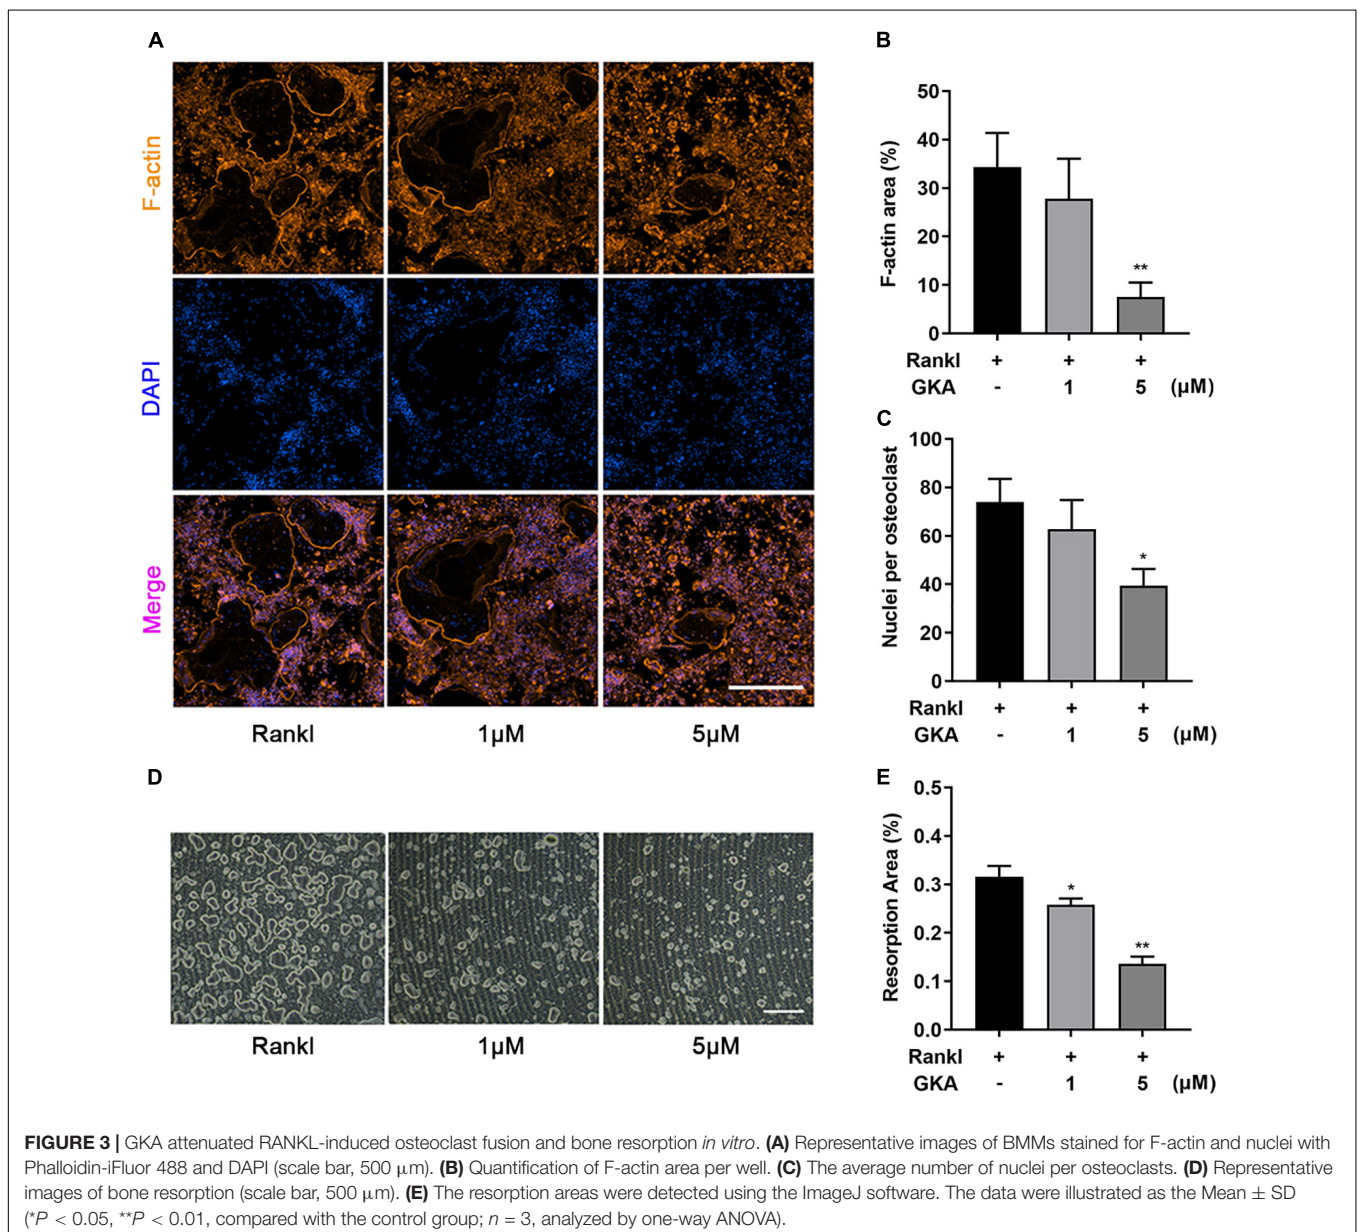 A
F-actin
DAPI
Merge
Rankl 1µM 5µM
B
F-actin area (%)
50
40
30
20
10
0
**
Rankl + + +
GKA - 1 5 (µM)
C
Nuclei per osteoclast
100
80
60
40
20
0
*
Rankl + + +
GKA - 1 5 (µM)
D
Rankl 1µM 5µM
E
Resorption Area (%)
0.5
0.4
0.3
0.2
0.1
0.0
*
**
Rankl + + +
GKA - 1 5 (µM)
FIGURE 3 | GKA attenuated RANKL-induced osteoclast fusion and bone resorption in vitro. (A) Representative images of BMMs stained for F-actin and nuclei with
Phalloidin-iFluor 488 and DAPI (scale bar, 500 µm). (B) Quantification of F-actin area per well. (C) The average number of nuclei per osteoclasts. (D) Representative
images of bone resorption (scale bar, 500 µm). (E) The resorption areas were detected using the ImageJ software. The data were illustrated as the Mean ± SD
(*P < 0.05, **P < 0.01, compared with the control group; n = 3, analyzed by one-way ANOVA).